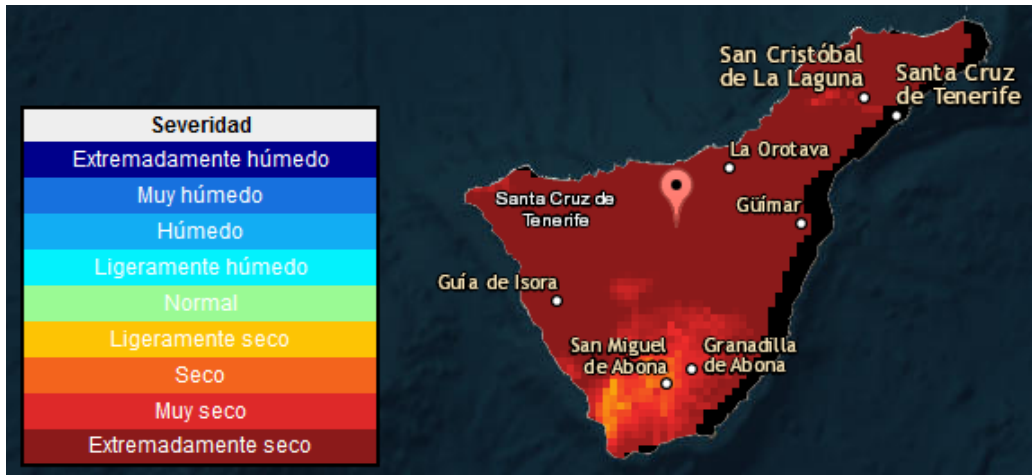 Severidad
Extremadamente húmedo
Muy húmedo
Húmedo
Ligeramente húmedo
Normal
Ligeramente seco
Seco
Muy seco
Extremadamente seco
San Cristóbal
de La Laguna
Santa Cruz
de Tenerife
La Orotava
Santa Cruz de
Tenerife
Güímar
Guía de Isora
San Miguel
de Abona
Granadilla
de Abona